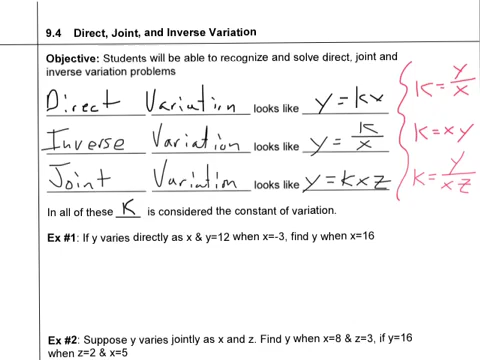 9.4 Direct, Joint, and Inverse Variation
Objective: Students will be able to recognize and solve direct, joint and
inverse variation problems
Direct Variation looks like y = kx
K = y/x
Inverse Variation looks like y = K/x
K = xy
Joint Variation looks like y = kxz
K = y/xz
In all of these K is considered the constant of variation.
Ex #1: If y varies directly as x & y=12 when x=-3, find y when x=16
Ex #2: Suppose y varies jointly as x and z. Find y when x=8 & z=3, if y=16
when z=2 & x=5